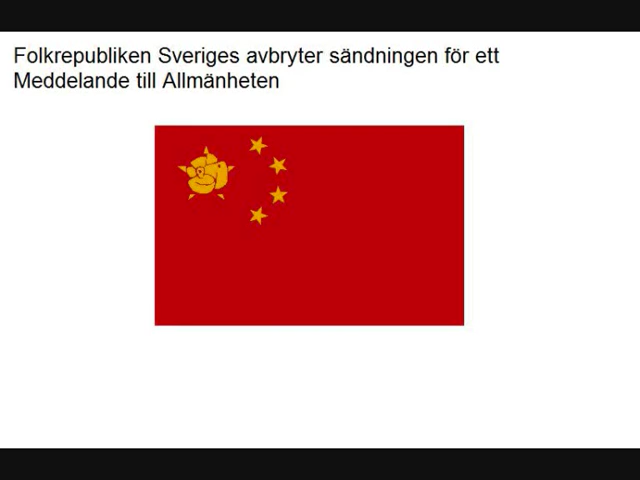 Folkrepubliken Sveriges avbryter sändningen för ett
Meddelande till Allmänheten